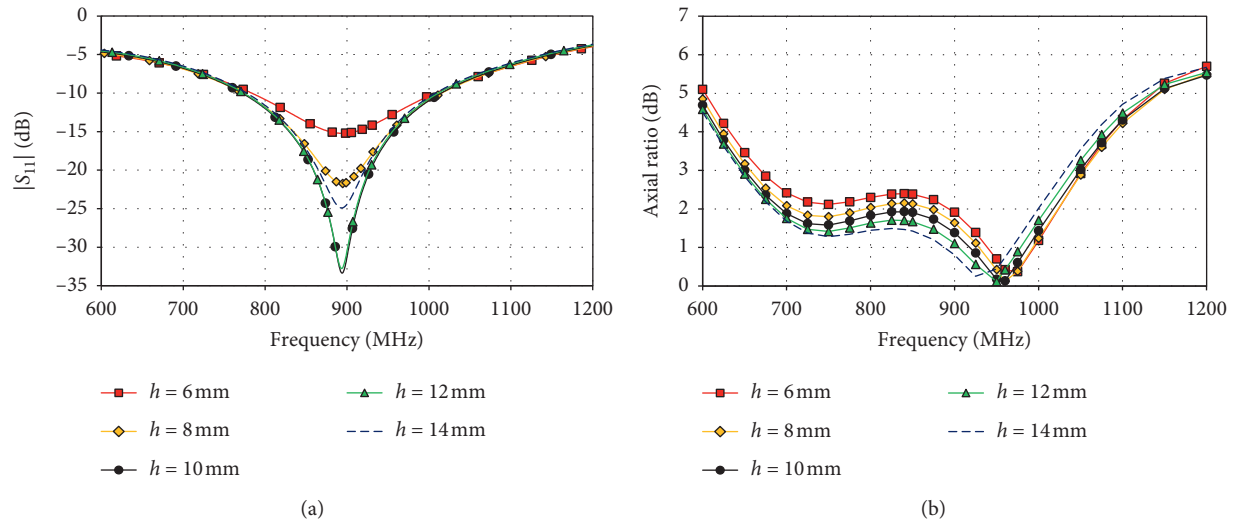 0
−5
−10
−15
−20
−25
−30
−35
|S11| (dB)
600 700 800 900 1000 1100 1200
Frequency (MHz)
h = 6 mm
h = 8 mm
h = 10 mm
h = 12 mm
h = 14 mm
(a)
7
6
5
4
3
2
1
0
Axial ratio (dB)
600 700 800 900 1000 1100 1200
Frequency (MHz)
h = 6 mm
h = 8 mm
h = 10 mm
h = 12 mm
h = 14 mm
(b)